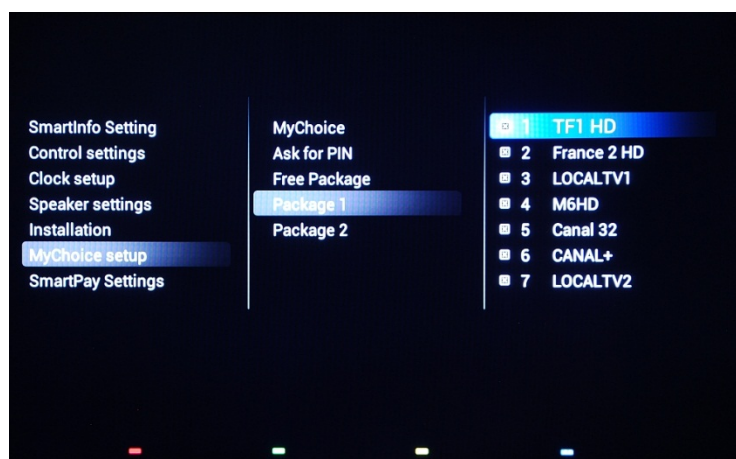 SmartInfo Setting
Control settings
Clock setup
Speaker settings
Installation
MyChoice setup
SmartPay Settings
MyChoice
Ask for PIN
Free Package
Package 1
Package 2
1 TF1 HD
2 France 2 HD
3 LOCALTV1
4 M6HD
5 Canal 32
6 CANAL+
7 LOCALTV2